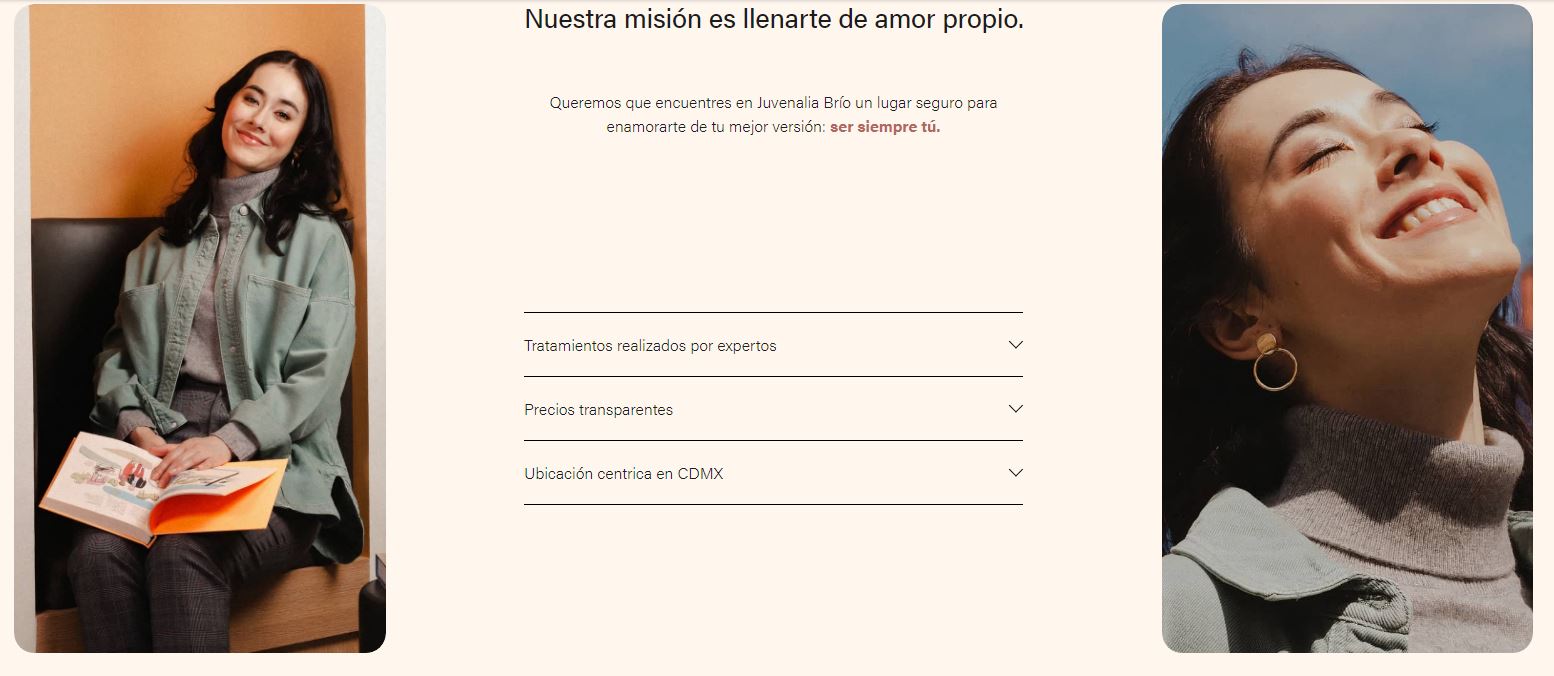 Nuestra misión es llenarte de amor propio.
Queremos que encuentres en Juvenalia Brío un lugar seguro para
enamorarte de tu mejor versión: ser siempre tú.
Tratamientos realizados por expertos
Precios transparentes
Ubicación centrica en CDMX